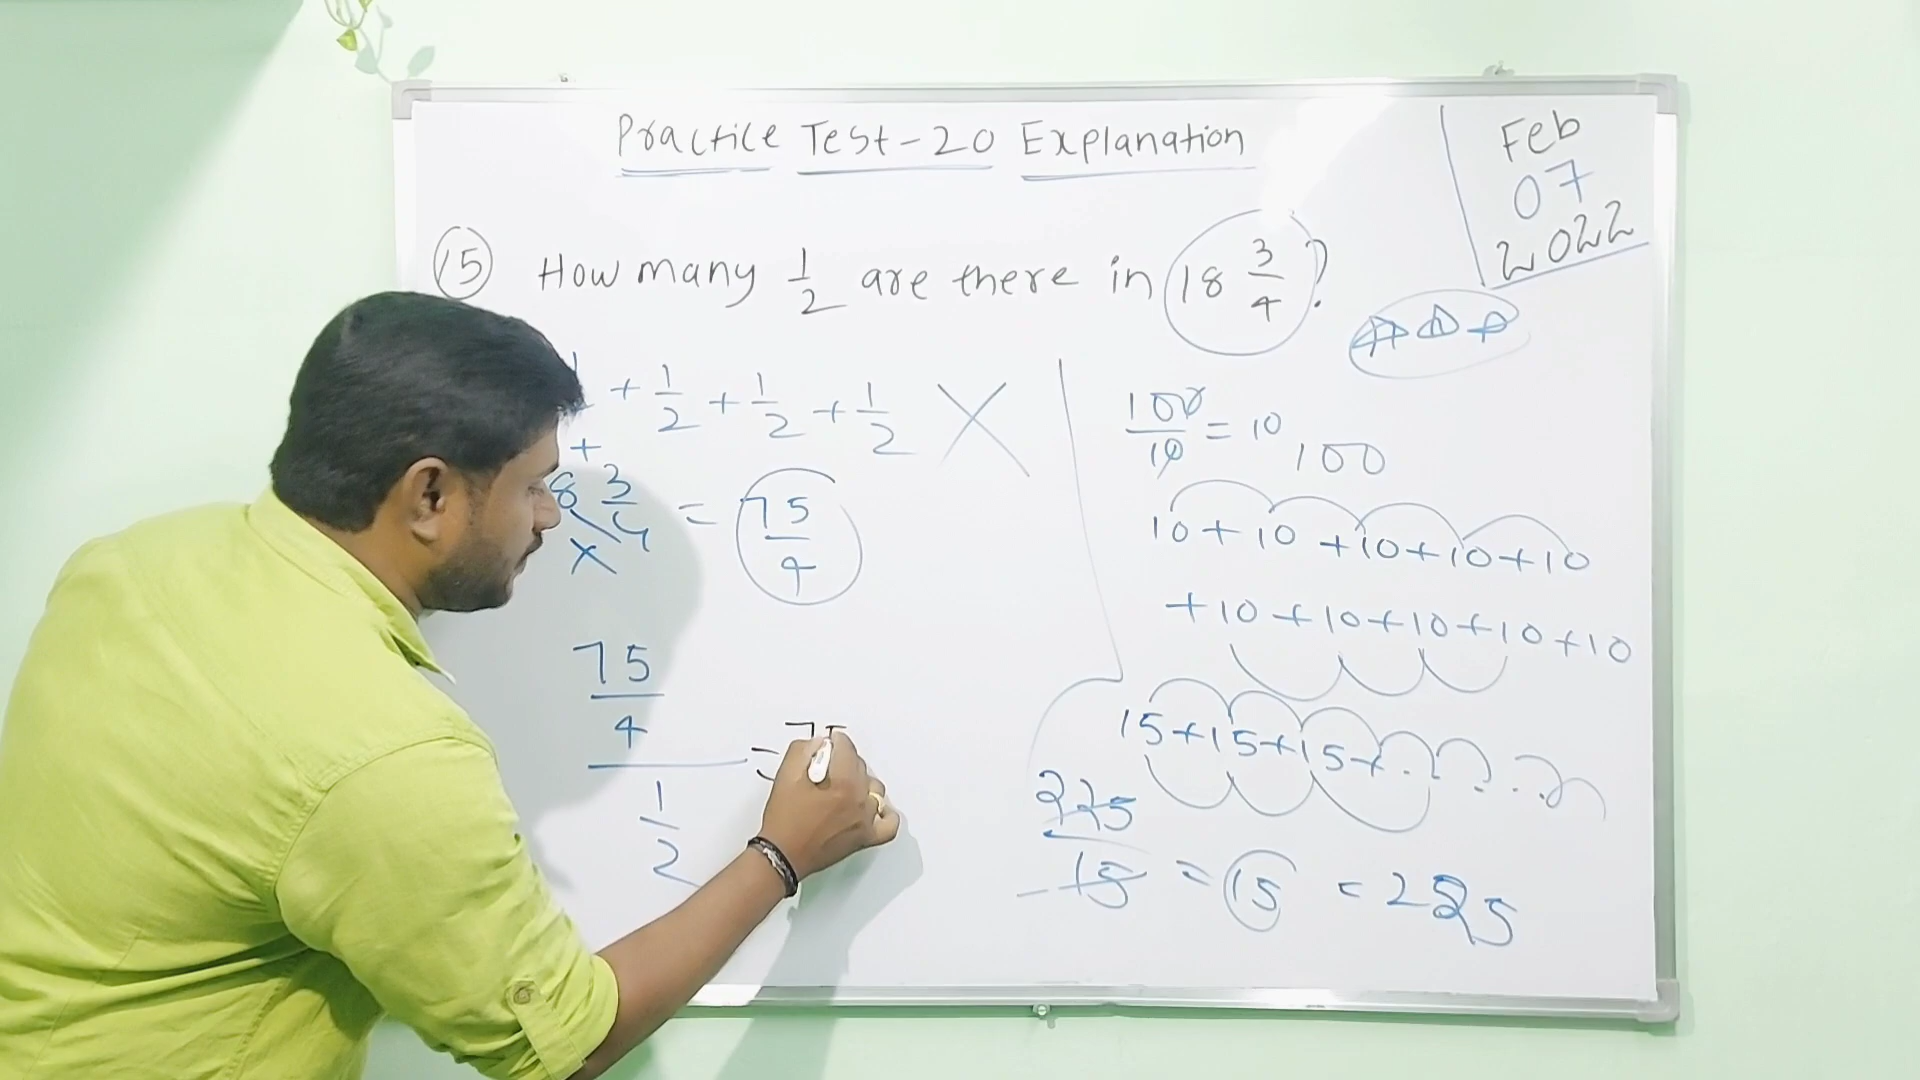 Practice Test-20 Explanation
Feb
07
2022
15 How many 1/2 are there in 18 3/4 ?
+ 1/2 + 1/2 + 1/2 X
+
8 3/4 = 75/4
X
75/4
1/2
= 75
100/10 = 10
100
10 + 10 + 10 + 10 + 10
+ 10 + 10 + 10 + 10 + 10
15 + 15 + 15 + . . . . .
225/15 = 15 = 225